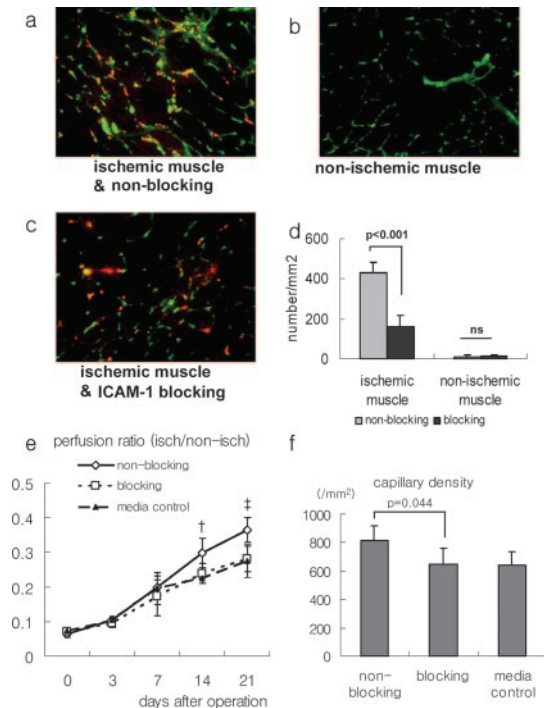 a
ischemic muscle
& non-blocking
b
non-ischemic muscle
c
ischemic muscle
& ICAM-1 blocking
d
600
400
200
0
number/mm2
p<0.001
ns
ischemic
muscle
non-ischemic
muscle
non-blocking
blocking
e
perfusion ratio (isch/non-isch)
non-blocking
blocking
media control
0.5
0.4
0.3
0.2
0.1
0
†
‡
0 3 7 14 21
days after operation
f
capillary density
(/mm²)
p=0.044
1000
800
600
400
200
0
non-
blocking
blocking
media
control